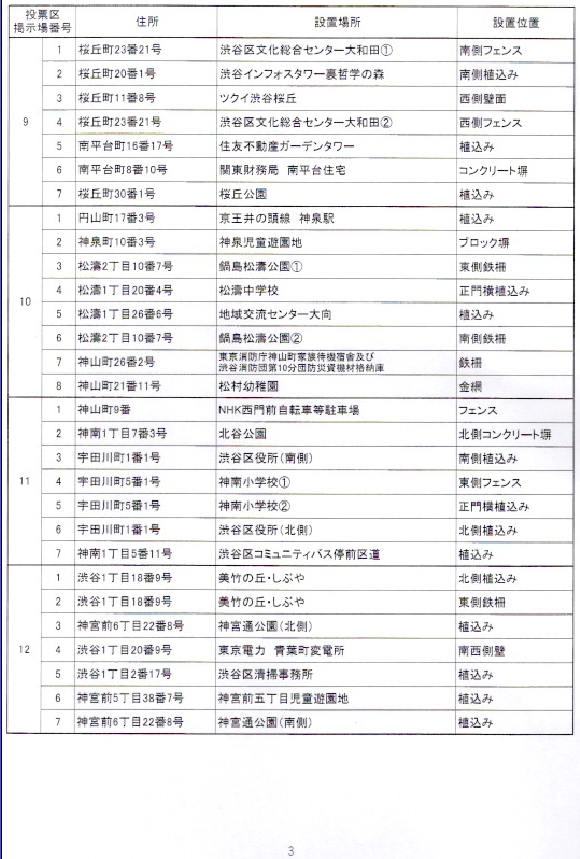 投票区
掲示場番号 住所 設置場所 設置位置
9
1 桜丘町23番21号 渋谷区文化総合センター大和田① 南側フェンス
2 桜丘町20番1号 渋谷インフォスタワー裏哲学の森 南側植込み
3 桜丘町11番8号 ツクイ渋谷桜丘 西側壁面
4 桜丘町23番21号 渋谷区文化総合センター大和田② 西側フェンス
5 南平台町16番17号 住友不動産ガーデンタワー 植込み
6 南平台町8番10号 関東財務局 南平台住宅 コンクリート塀
7 桜丘町30番1号 桜丘公園 植込み
10
1 円山町17番3号 京王井の頭線 神泉駅 植込み
2 神泉町10番3号 神泉児童遊園地 ブロック塀
3 松濤2丁目10番7号 鍋島松濤公園① 東側鉄柵
4 松濤1丁目20番4号 松濤中学校 正門横植込み
5 松濤1丁目26番6号 地域交流センター大向 植込み
6 松濤2丁目10番7号 鍋島松濤公園② 南側鉄柵
7 神山町26番2号 東京消防庁神山町家族待機宿舎及び
渋谷消防団第10分団防災資機材格納庫 鉄柵
8 神山町21番11号 松村幼稚園 金網
11
1 神山町9番 NHK西門前自転車等駐車場 フェンス
2 神南1丁目7番3号 北谷公園 北側コンクリート塀
3 宇田川町1番1号 渋谷区役所(南側) 南側植込み
4 宇田川町5番1号 神南小学校① 東側フェンス
5 宇田川町5番1号 神南小学校② 正門横植込み
6 宇田川町1番1号 渋谷区役所(北側) 北側植込み
7 神南1丁目5番11号 渋谷区コミュニティバス停前区道 植込み
12
1 渋谷1丁目18番9号 美竹の丘・しぶや 北側植込み
2 渋谷1丁目18番9号 美竹の丘・しぶや 東側鉄柵
3 神宮前6丁目22番8号 神宮通公園(北側) 植込み
4 渋谷1丁目20番9号 東京電力 青葉町変電所 南西側壁
5 渋谷1丁目2番17号 渋谷区清掃事務所 植込み
6 神宮前5丁目38番7号 神宮前五丁目児童遊園地 植込み
7 神宮前6丁目22番8号 神宮通公園(南側) 植込み
3